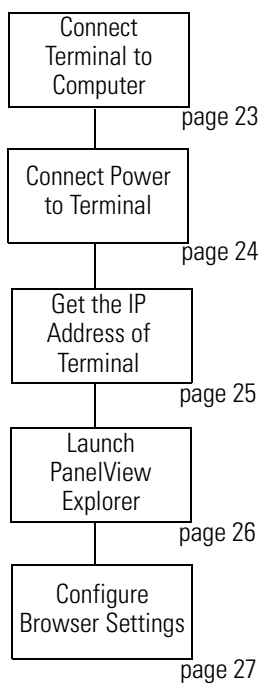 Connect
Terminal to
Computer
page 23
Connect Power
to Terminal
page 24
Get the IP
Address of
Terminal
page 25
Launch
PanelView
Explorer
page 26
Configure
Browser Settings
page 27